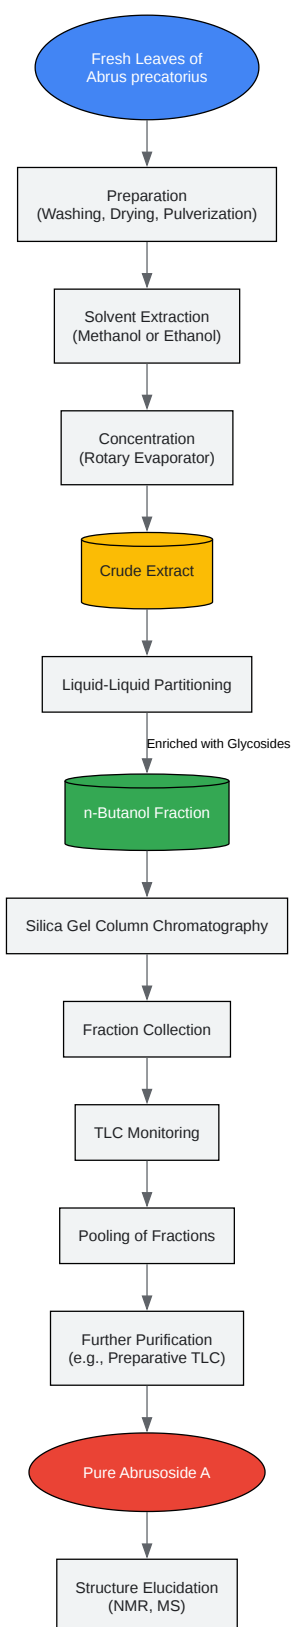 Fresh Leaves of
Abrus precatorius
Preparation
(Washing, Drying, Pulverization)
Solvent Extraction
(Methanol or Ethanol)
Concentration
(Rotary Evaporator)
Crude Extract
Liquid-Liquid Partitioning
Enriched with Glycosides
n-Butanol Fraction
Silica Gel Column Chromatography
Fraction Collection
TLC Monitoring
Pooling of Fractions
Further Purification
(e.g., Preparative TLC)
Pure Abrusoside A
Structure Elucidation
(NMR, MS)